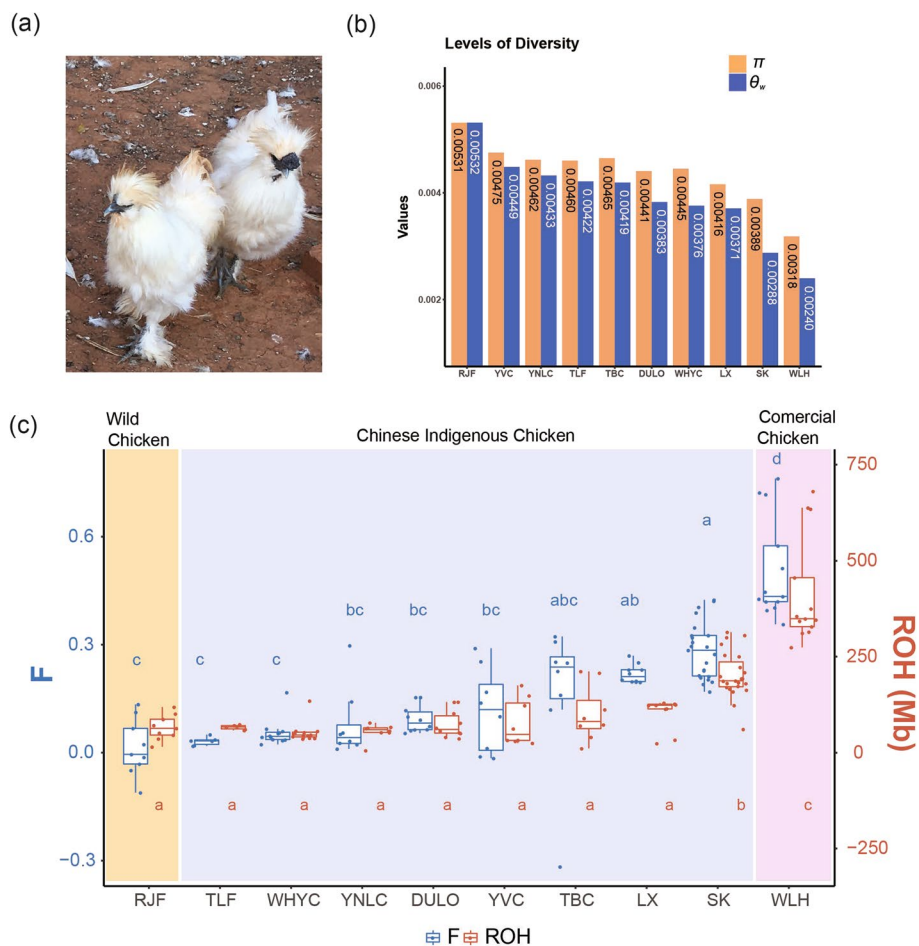 (a)
(b)
Levels of Diversity
π
θw
Values
0.006
0.004
0.002
0.00531
0.00532
0.00475
0.00449
0.00462
0.00433
0.00460
0.00422
0.00465
0.00419
0.00441
0.00383
0.00445
0.00376
0.00416
0.00371
0.00389
0.00288
0.00318
0.00240
RJF YVC YNLC TLF TBC DULO WHYC LX SK WLH
(c)
Wild
Chicken
Chinese Indigenous Chicken
Comercial
Chicken
F
0.6
0.3
0.0
−0.3
ROH (Mb)
750
500
250
0
−250
c c c bc bc bc abc ab a d
a a a a a a a a b c
RJF TLF WHYC YNLC DULO YVC TBC LX SK WLH
F ROH